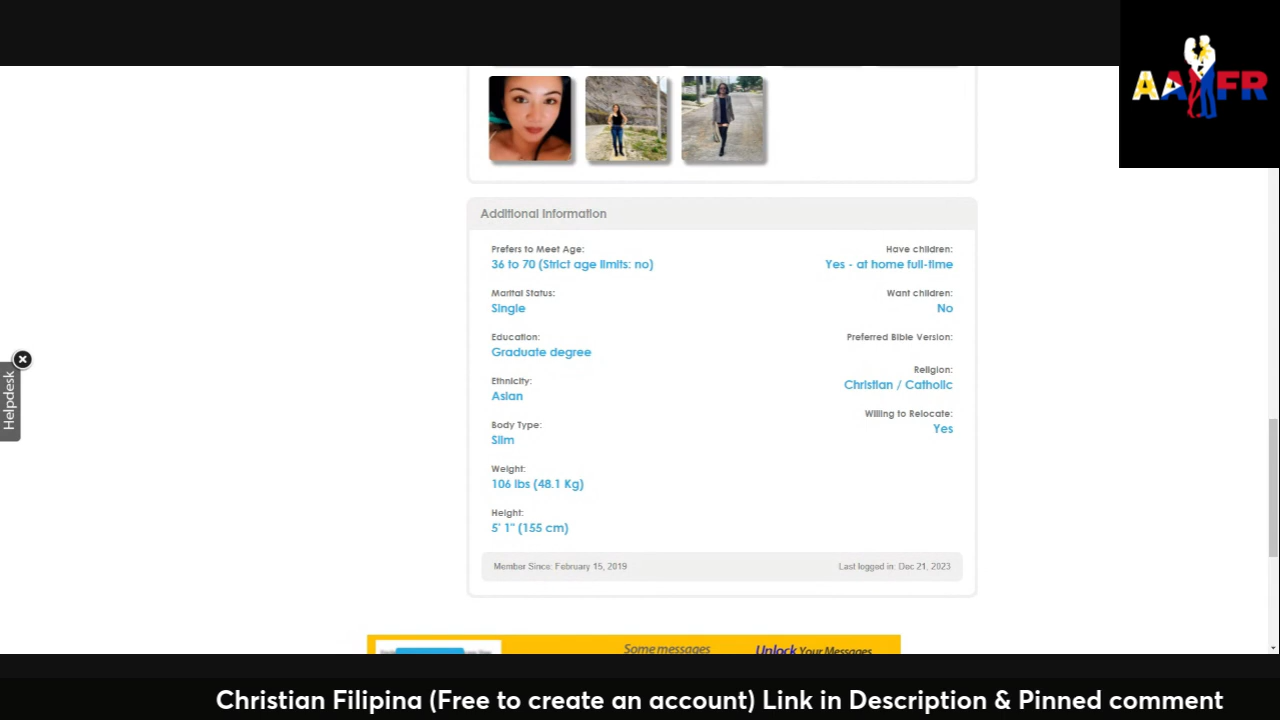 AAXFR
Additional Information
Prefers to Meet Age:
36 to 70 (Strict age limits: no)
Have children:
Yes - at home full-time
Marital Status:
Single
Want children:
No
Education:
Graduate degree
Preferred Bible Version:
Ethnicity:
Asian
Religion:
Christian / Catholic
Body Type:
Slim
Willing to Relocate:
Yes
Weight:
106 lbs (48.1 Kg)
Height:
5' 1" (155 cm)
Member Since: February 15, 2019
Last logged in: Dec 21, 2023
Helpdesk
Some messages
Unlock Your Messages
Christian Filipina (Free to create an account) Link in Description & Pinned comment